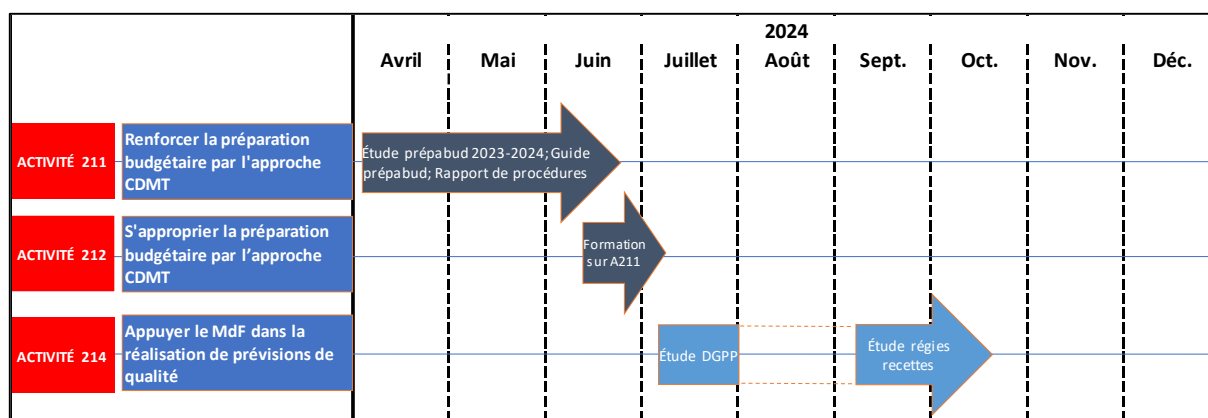 2024
Avril Mai Juin Juillet Août Sept. Oct. Nov. Déc.
ACTIVITÉ 211
Renforcer la préparation
budgétaire par l'approche
CDMT
Étude prépabud 2023-2024; Guide
prépabud; Rapport de procédures
ACTIVITÉ 212
S'approprier la préparation
budgétaire par l’approche
CDMT
Formation
sur A211
ACTIVITÉ 214
Appuyer le MdF dans la
réalisation de prévisions de
qualité
Étude DGPP
Étude régies
recettes